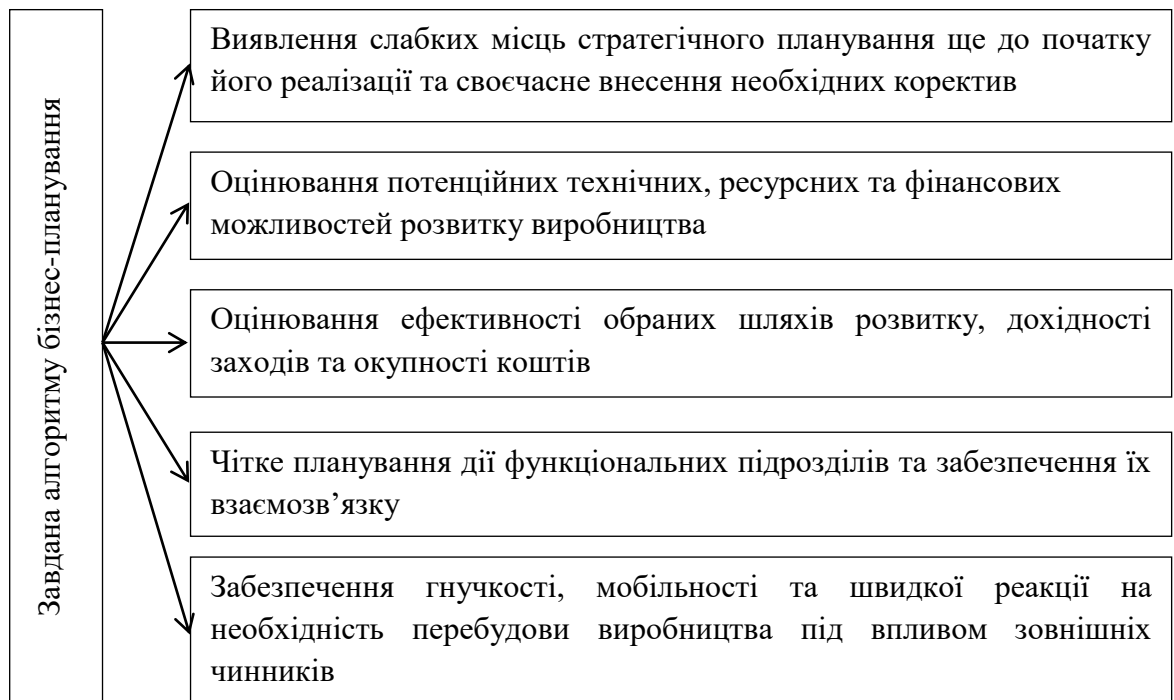 Завдана алгоритму бізнес-планування
Виявлення слабких місць стратегічного планування ще до початку
його реалізації та своєчасне внесення необхідних коректив
Оцінювання потенційних технічних, ресурсних та фінансових
можливостей розвитку виробництва
Оцінювання ефективності обраних шляхів розвитку, дохідності
заходів та окупності коштів
Чітке планування дії функціональних підрозділів та забезпечення їх
взаємозв’язку
Забезпечення гнучкості, мобільності та швидкої реакції на
необхідність перебудови виробництва під впливом зовнішніх
чинників